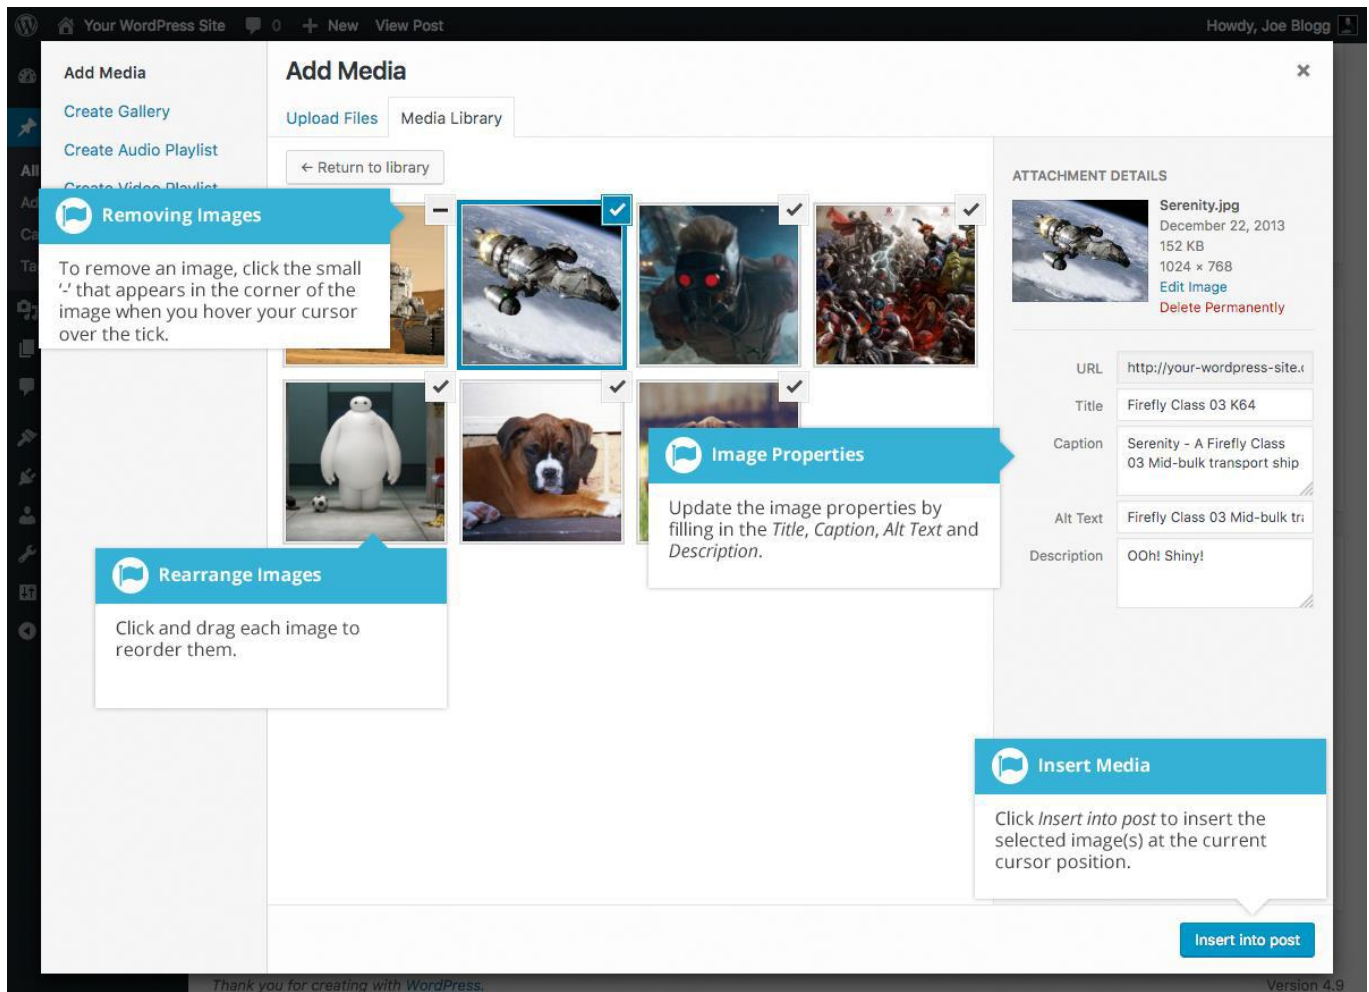 Your WordPress Site 0 + New View Post Howdy, Joe Blogg
Add Media
Create Gallery
Create Audio Playlist
Create Video Playlist
All
Add Media
×
Upload Files Media Library
← Return to library
Removing Images
To remove an image, click the small
‘-’ that appears in the corner of the
image when you hover your cursor
over the tick.
Rearrange Images
Click and drag each image to
reorder them.
Image Properties
Update the image properties by
filling in the Title, Caption, Alt Text and
Description.
ATTACHMENT DETAILS
Serenity.jpg
December 22, 2013
152 KB
1024 × 768
Edit Image
Delete Permanently
URL http://your-wordpress-site.
Title Firefly Class 03 K64
Caption Serenity - A Firefly Class
03 Mid-bulk transport ship
Alt Text Firefly Class 03 Mid-bulk
Description OOh! Shiny!
Insert Media
Click Insert into post to insert the
selected image(s) at the current
cursor position.
Insert into post
Thank you for creating with WordPress.
Version 4.9